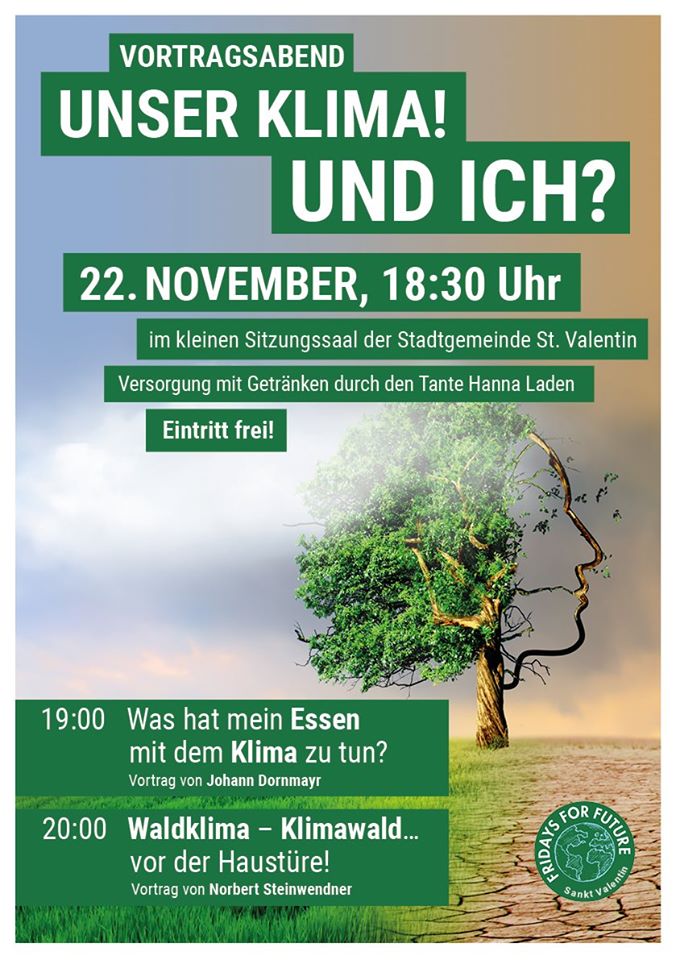 VORTRAGSABEND
UNSER KLIMA!
UND ICH?
22. NOVEMBER, 18:30 Uhr
im kleinen Sitzungssaal der Stadtgemeinde St. Valentin
Versorgung mit Getränken durch den Tante Hanna Laden
Eintritt frei!
19:00 Was hat mein Essen
mit dem Klima zu tun?
Vortrag von Johann Dornmayr
20:00 Waldklima – Klimawald...
vor der Haustüre!
Vortrag von Norbert Steinwendner
FRIDAYS FOR FUTURE
Sankt Valentin